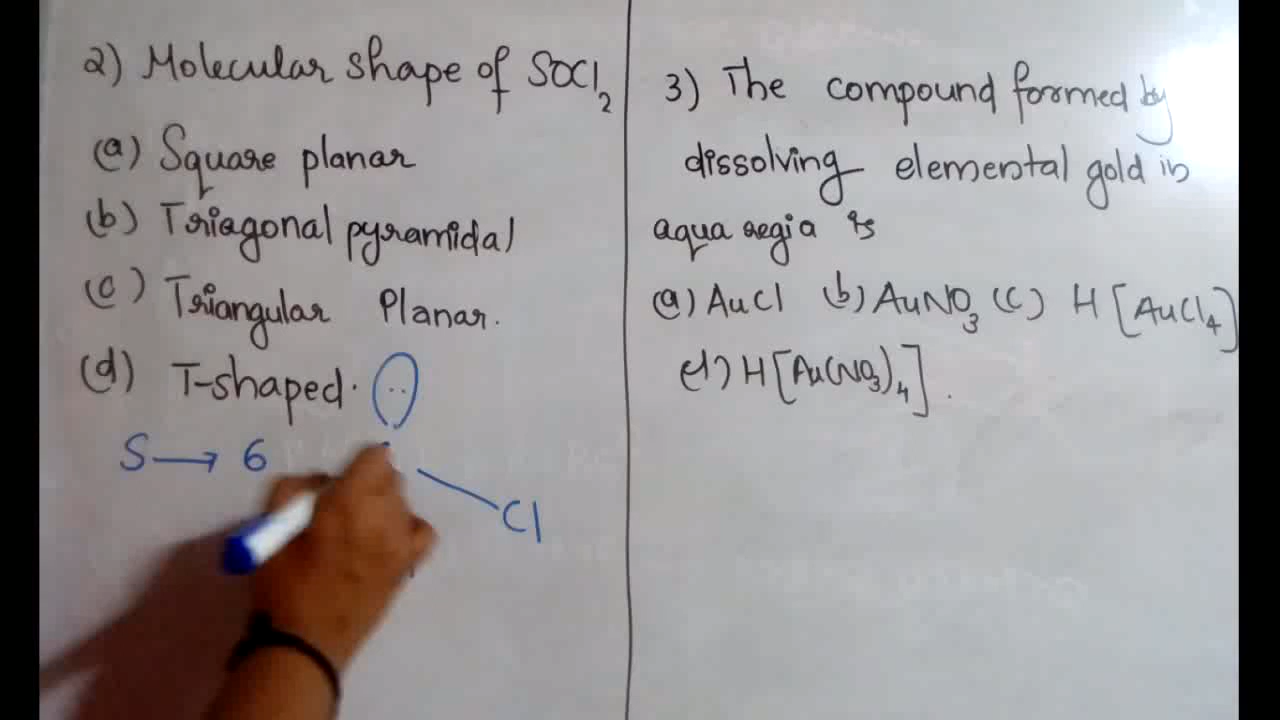 2) Molecular shape of SOCl₂
(a) Square planar
(b) Triagonal pyramidal
(c) Triangular Planar.
(d) T-shaped.
S → 6
Cl
3) The compound formed by
dissolving elemental gold in
aqua regia is
(a) AuCl (b) AuNO₃ (c) H[AuCl₄]
(d) H[Au(NO₃)₄].